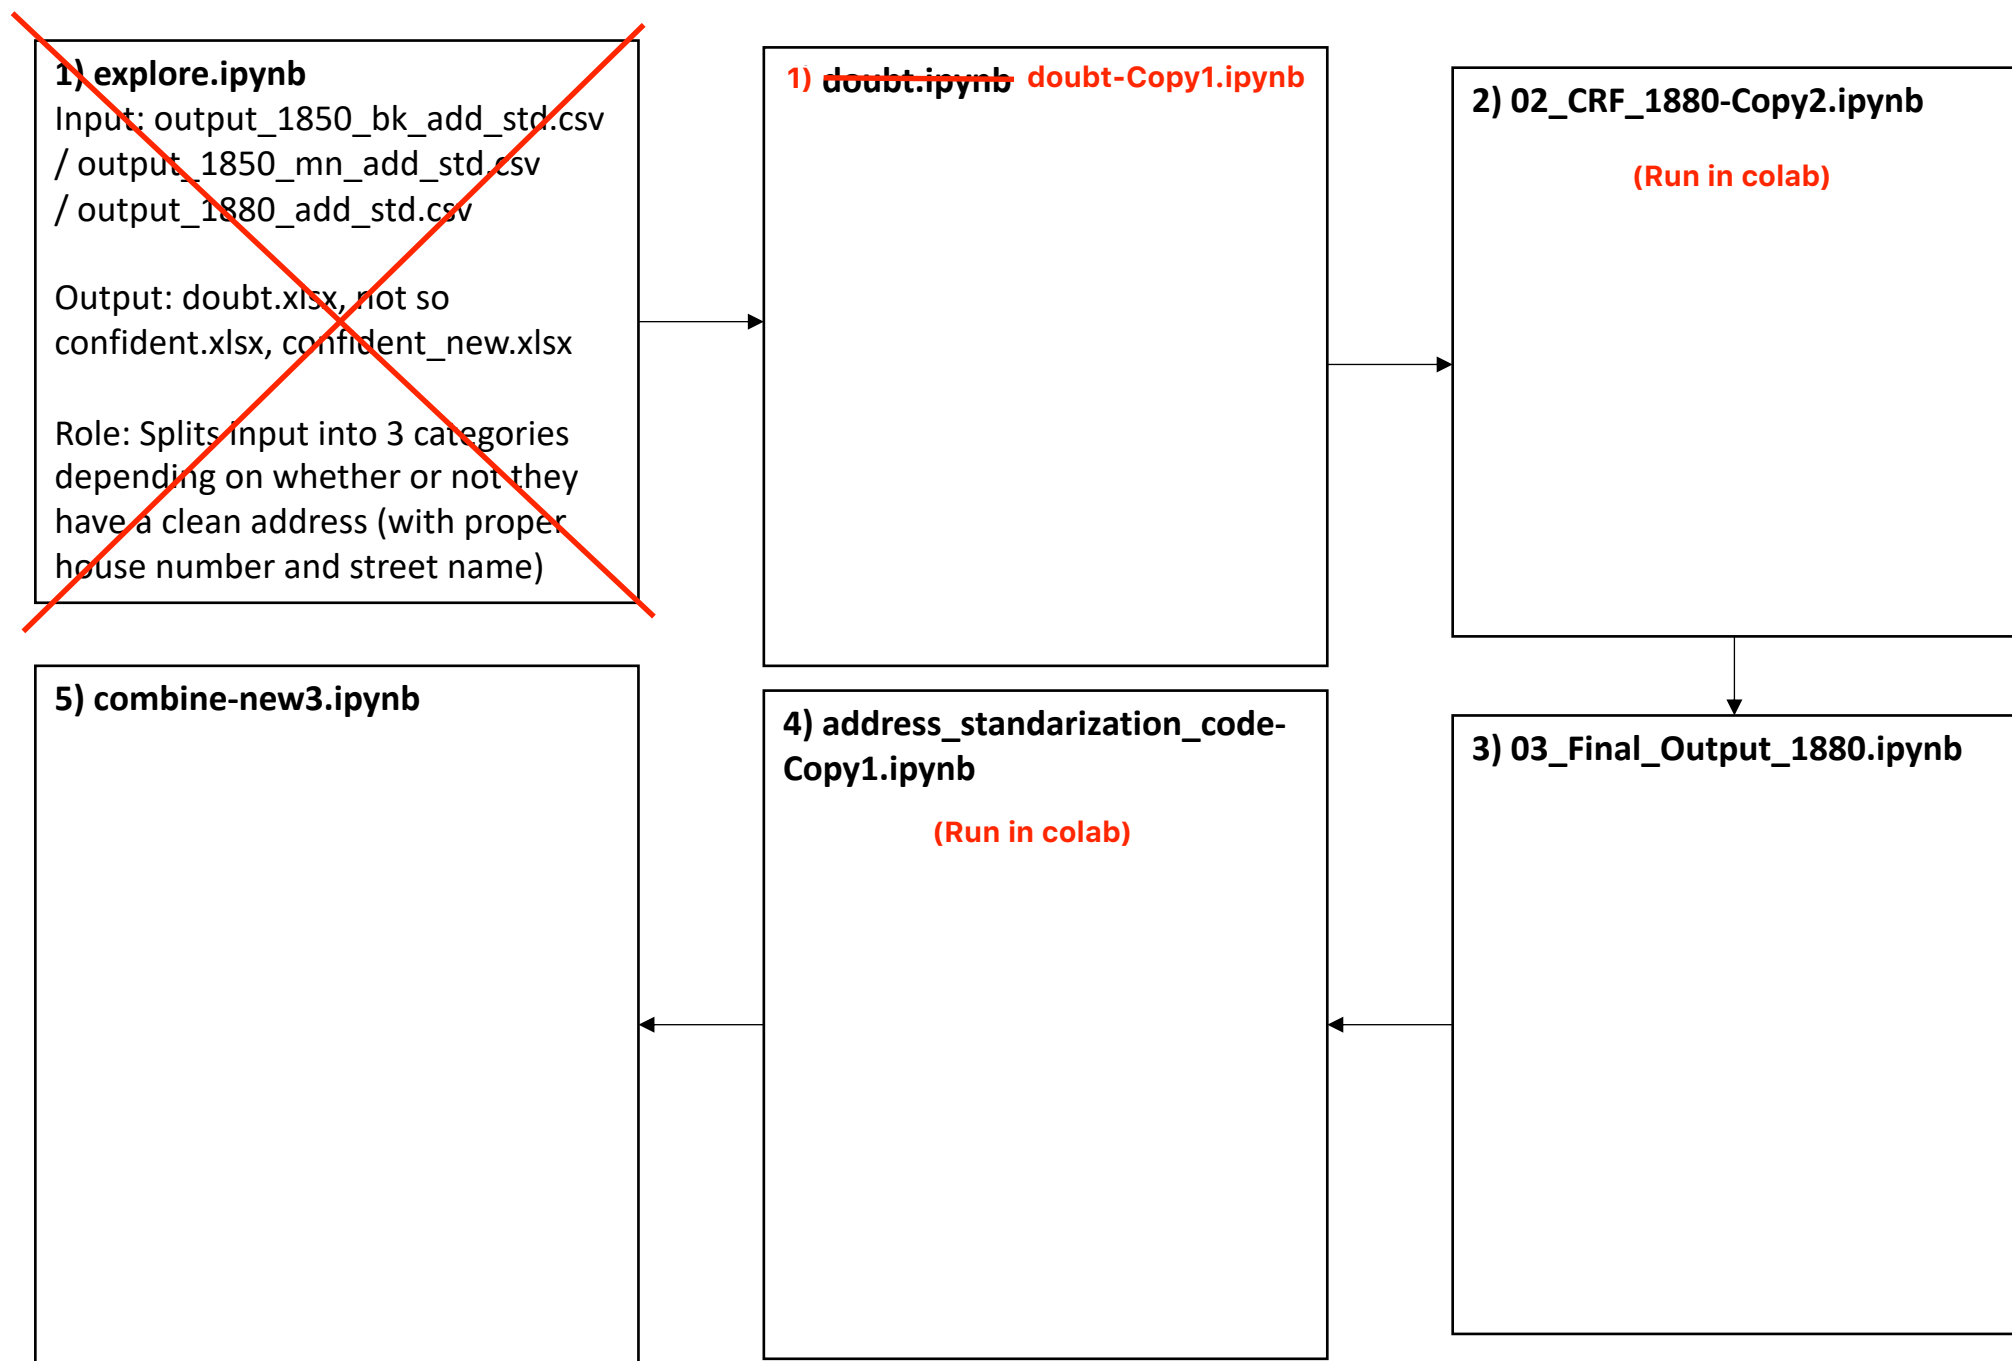 1) explore.ipynb
Input: output_1850_bk_add_std.csv
/ output_1850_mn_add_std.csv
/ output_1880_add_std.csv
Output: doubt.xlsx, not so
confident.xlsx, confident_new.xlsx
Role: Splits input into 3 categories
depending on whether or not they
have a clean address (with proper
house number and street name)
1) doubt.ipynb doubt-Copy1.ipynb
2) 02_CRF_1880-Copy2.ipynb
(Run in colab)
5) combine-new3.ipynb
4) address_standarization_code-
Copy1.ipynb
(Run in colab)
3) 03_Final_Output_1880.ipynb